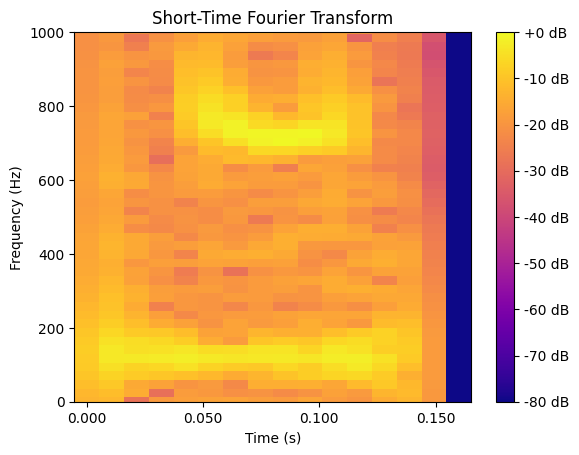 Short-Time Fourier Transform
1000
800
600
400
200
0
Frequency (Hz)
0.000
0.050
0.100
0.150
Time (s)
+0 dB
-10 dB
-20 dB
-30 dB
-40 dB
-50 dB
-60 dB
-70 dB
-80 dB